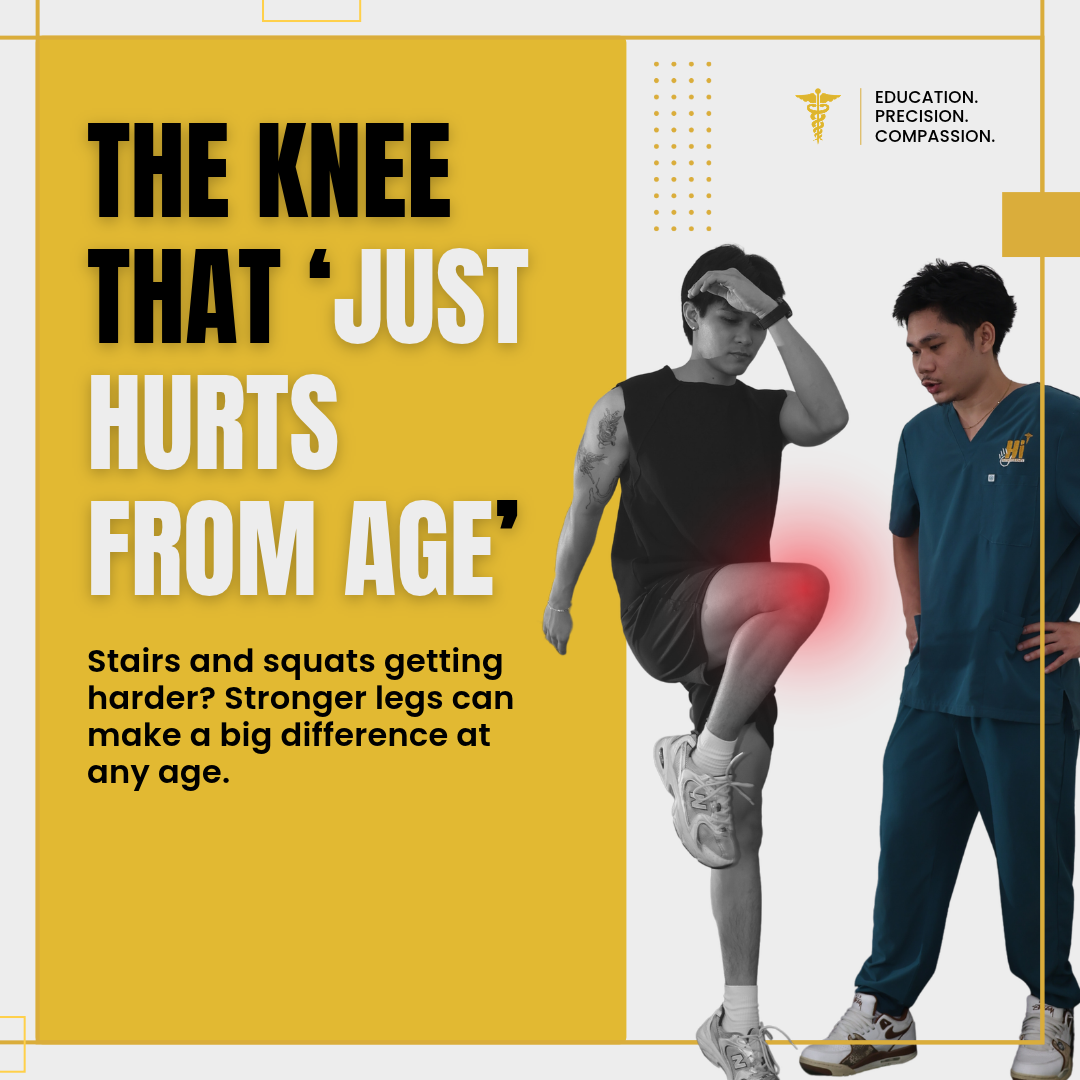 THE KNEE
THAT ‘JUST
HURTS
FROM AGE’
Stairs and squats getting
harder? Stronger legs can
make a big difference at
any age.
EDUCATION.
PRECISION.
COMPASSION.
Hi
N
N